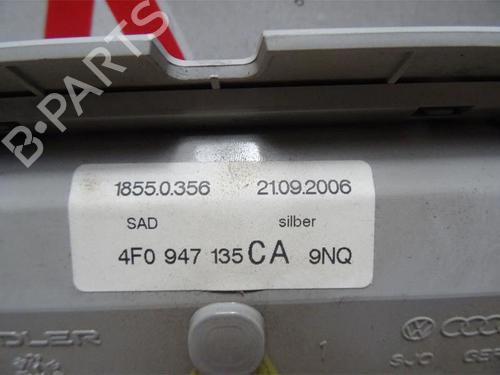 B-PARTS
1855.0.356 21.09.2006
SAD silber
4F0 947 135 CA 9NQ